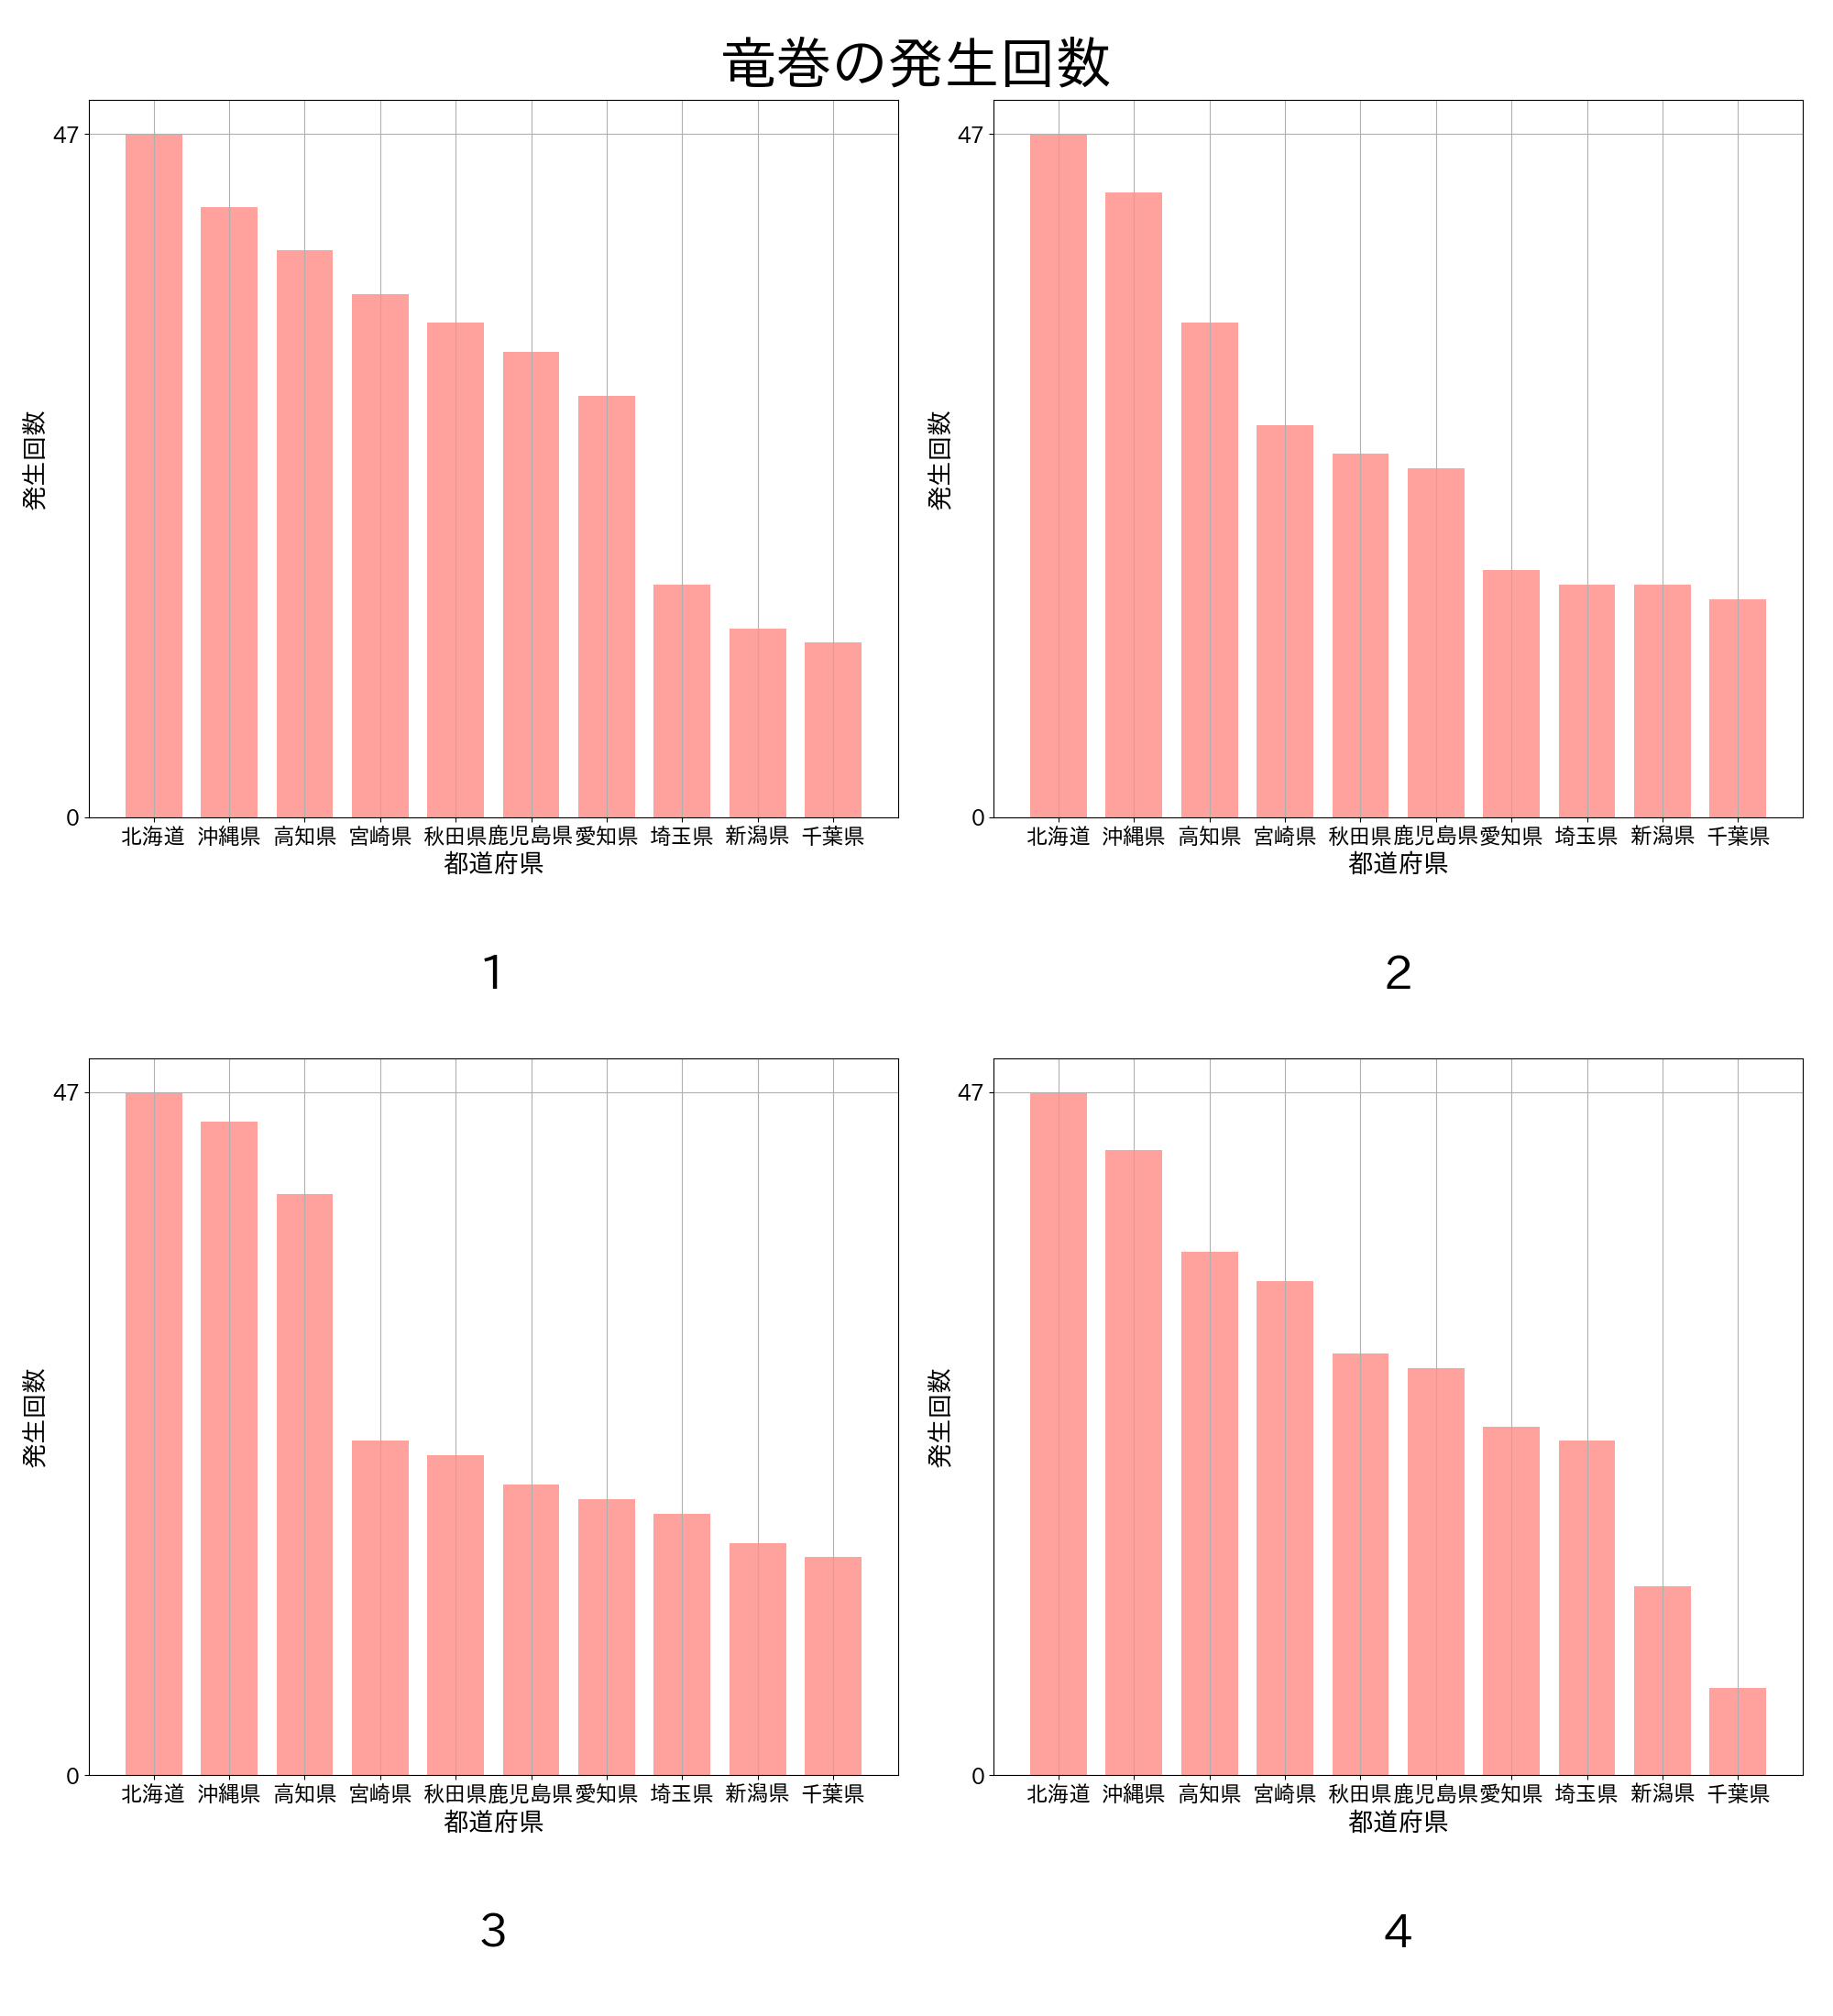 竜巻の発生回数
47
0
発生回数
北海道 沖縄県 高知県 宮崎県 秋田県 鹿児島県 愛知県 埼玉県 新潟県 千葉県
都道府県
1
47
0
発生回数
北海道 沖縄県 高知県 宮崎県 秋田県 鹿児島県 愛知県 埼玉県 新潟県 千葉県
都道府県
2
47
0
発生回数
北海道 沖縄県 高知県 宮崎県 秋田県 鹿児島県 愛知県 埼玉県 新潟県 千葉県
都道府県
3
47
0
発生回数
北海道 沖縄県 高知県 宮崎県 秋田県 鹿児島県 愛知県 埼玉県 新潟県 千葉県
都道府県
4